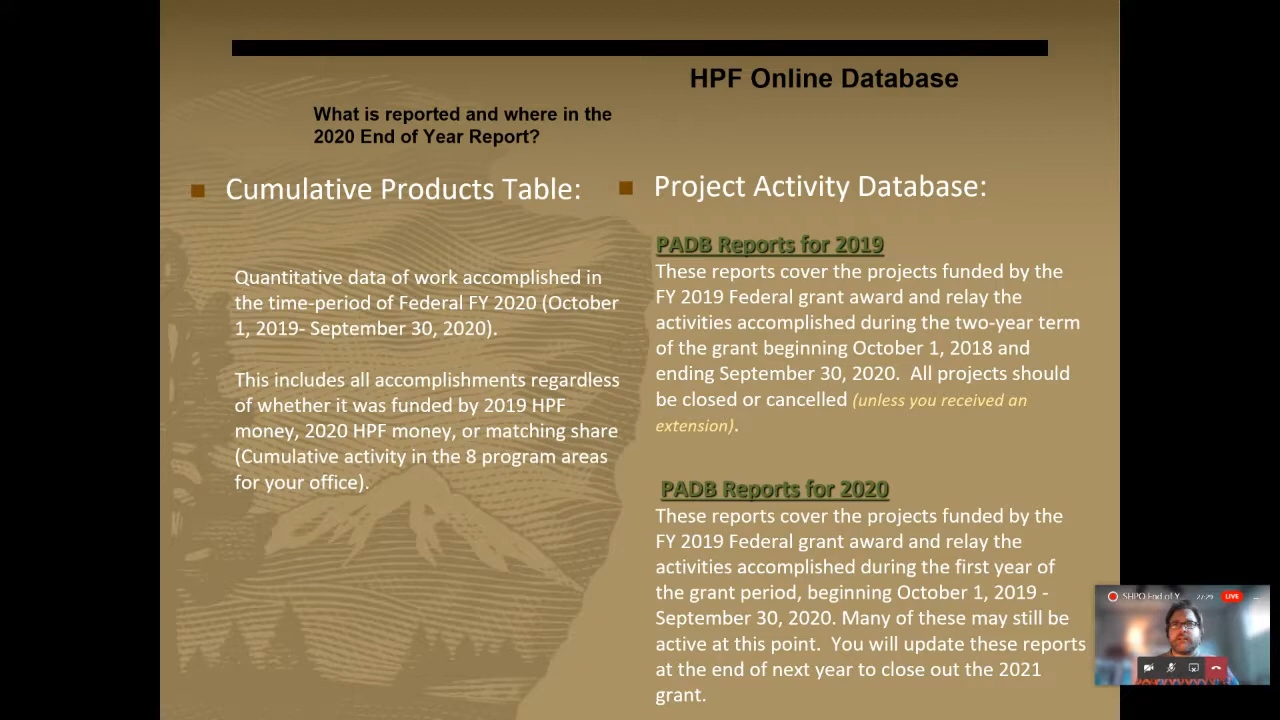 HPF Online Database
What is reported and where in the
2020 End of Year Report?
Cumulative Products Table:
Quantitative data of work accomplished in
the time-period of Federal FY 2020 (October
1, 2019- September 30, 2020).
This includes all accomplishments regardless
of whether it was funded by 2019 HPF
money, 2020 HPF money, or matching share
(Cumulative activity in the 8 program areas
for your office).
Project Activity Database:
PADB Reports for 2019
These reports cover the projects funded by the
FY 2019 Federal grant award and relay the
activities accomplished during the two-year term
of the grant beginning October 1, 2018 and
ending September 30, 2020. All projects should
be closed or cancelled (unless you received an
extension).
PADB Reports for 2020
These reports cover the projects funded by the
FY 2019 Federal grant award and relay the
activities accomplished during the first year of
the grant period, beginning October 1, 2019 -
September 30, 2020. Many of these may still be
active at this point. You will update these reports
at the end of next year to close out the 2021
grant.
SHPO End of Y 27:29 LIVE